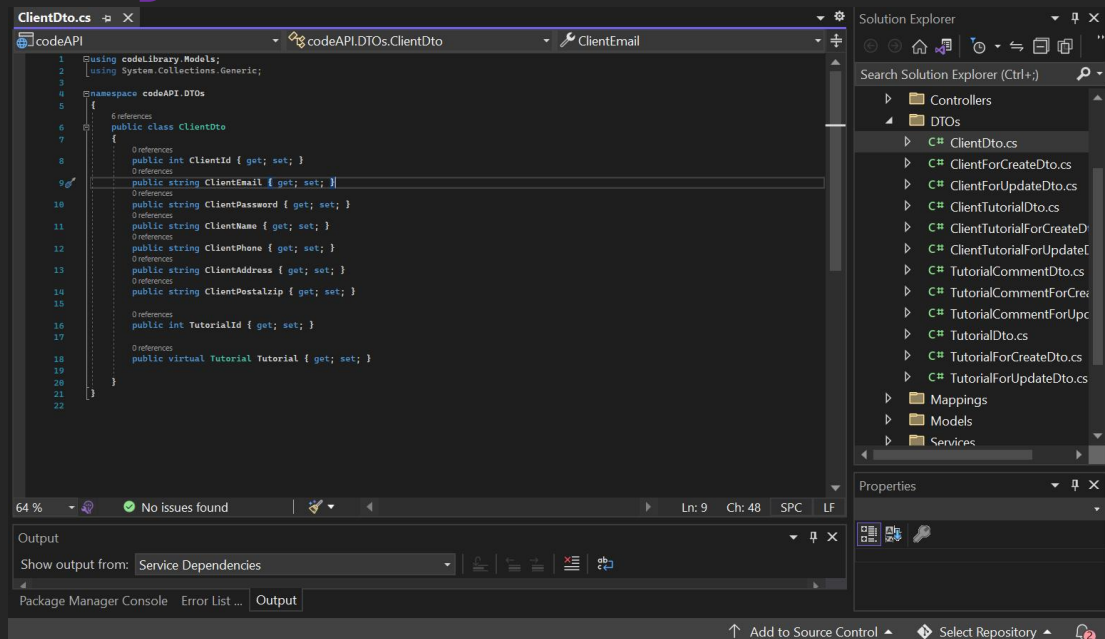 ClientDto.cs
codeAPI
codeAPI.DTOs.ClientDto
ClientEmail
1 using codeLibrary.Models;
2 using System.Collections.Generic;
3
4 namespace codeAPI.DTOs
5 {
6 references
6 public class ClientDto
7 {
0 references
8 public int ClientId { get; set; }
0 references
9 public string ClientEmail { get; set; }
0 references
10 public string ClientPassword { get; set; }
0 references
11 public string ClientName { get; set; }
0 references
12 public string ClientPhone { get; set; }
0 references
13 public string ClientAddress { get; set; }
0 references
14 public string ClientPostalzip { get; set; }
15
0 references
16 public int TutorialId { get; set; }
17
0 references
18 public virtual Tutorial Tutorial { get; set; }
19
20 }
21 }
22
64 %
No issues found
Ln: 9 Ch: 48 SPC LF
Output
Show output from: Service Dependencies
Package Manager Console Error List ... Output
Solution Explorer
Search Solution Explorer (Ctrl+;)
Controllers
DTOs
C# ClientDto.cs
C# ClientForCreateDto.cs
C# ClientForUpdateDto.cs
C# ClientTutorialDto.cs
C# ClientTutorialForCreateD
C# ClientTutorialForUpdate
C# TutorialCommentDto.cs
C# TutorialCommentForCrea
C# TutorialCommentForUpc
C# TutorialDto.cs
C# TutorialForCreateDto.cs
C# TutorialForUpdateDto.cs
Mappings
Models
Services
Properties
Add to Source Control
Select Repository
2